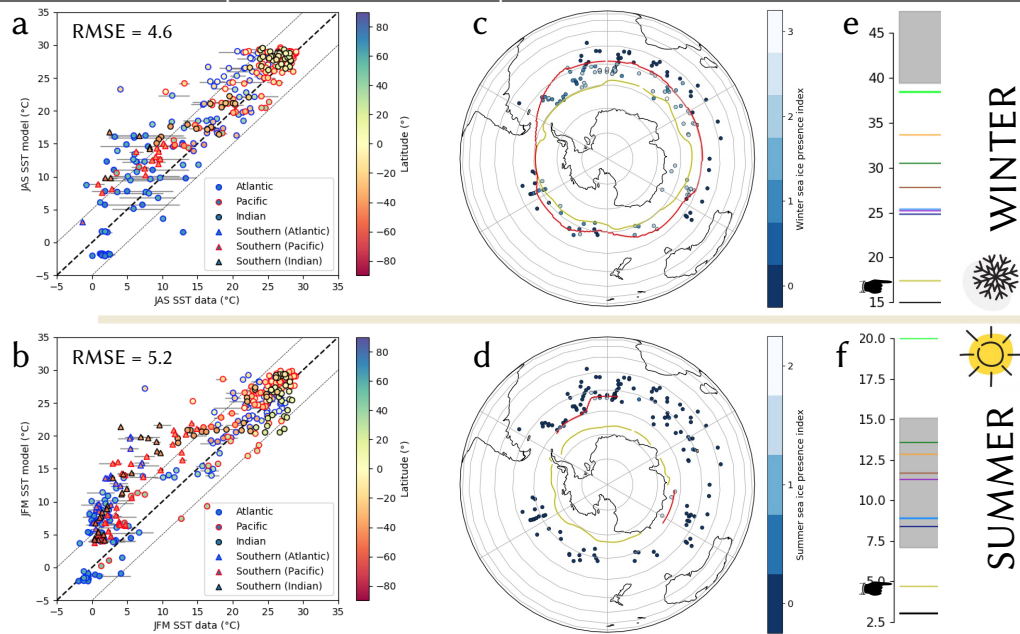 a
RMSE = 4.6
35
30
25
20
15
10
5
0
−5
JAS SST model (°C)
−5 0 5 10 15 20 25 30 35
JAS SST data (°C)
Atlantic
Pacific
Indian
Southern (Atlantic)
Southern (Pacific)
Southern (Indian)
80
60
40
20
0
−20
−40
−60
−80
Latitude (°)
c
3
2
1
0
Winter sea ice presence index
e
45
40
35
30
25
20
15
WINTER
b
RMSE = 5.2
35
30
25
20
15
10
5
0
−5
JFM SST model (°C)
−5 0 5 10 15 20 25 30 35
JFM SST data (°C)
Atlantic
Pacific
Indian
Southern (Atlantic)
Southern (Pacific)
Southern (Indian)
80
60
40
20
0
−20
−40
−60
−80
Latitude (°)
d
2
1
0
Summer sea ice presence index
f
20.0
17.5
15.0
12.5
10.0
7.5
2.5
SUMMER